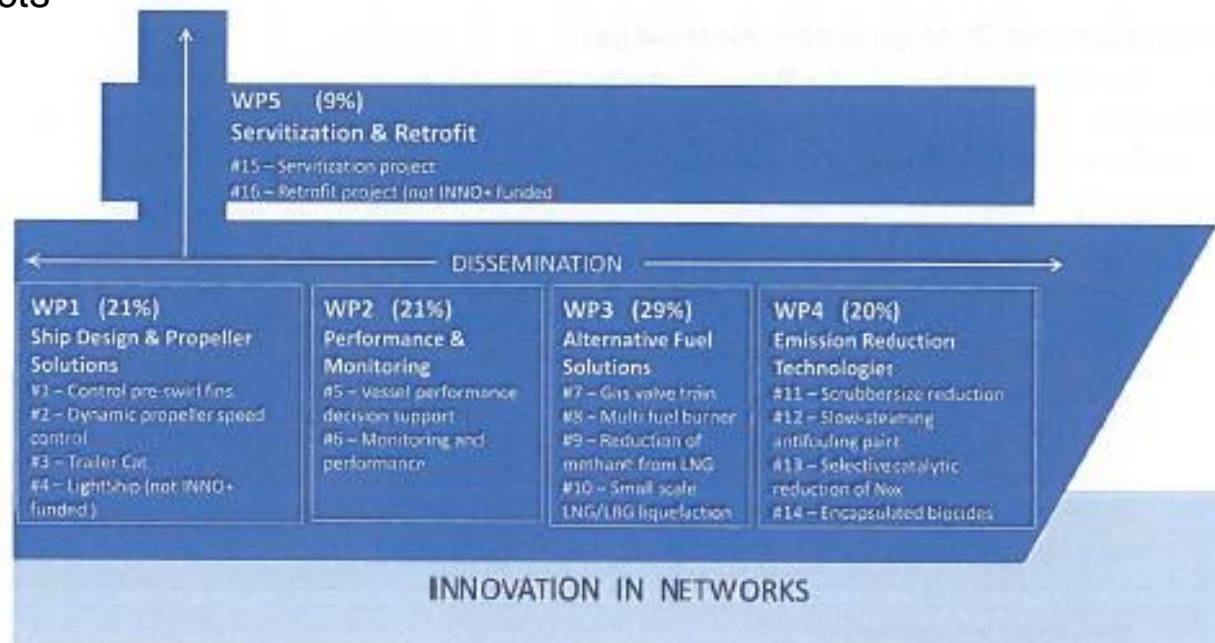 WP5 (9%)
Servitization & Retrofit
#15 – Servitization project
#16 – Retrofit project (not INNO+ funded
DISSEMINATION
WP1 (21%)
Ship Design & Propeller
Solutions
#1 – Control pre-swirl fins
#2 – Dynamic propeller speed
control
#3 – Trailer Cat
#4 – LightShip (not INNO+
funded)
WP2 (21%)
Performance &
Monitoring
#5 – Vessel performance
decision support
#6 – Monitoring and
performance
WP3 (29%)
Alternative Fuel
Solutions
#7 – Gas valve train
#8 – Multi fuel burner
#9 – Reduction of
methane from LNG
#10 – Small scale
LNG/LBG liquefaction
WP4 (20%)
Emission Reduction
Technologies
#11 – Scrubbersize reduction
#12 – Slow-steaming
antifouling paint
#13 – Selective catalytic
reduction of Nox
#14 – Encapsulated biocides
INNOVATION IN NETWORKS